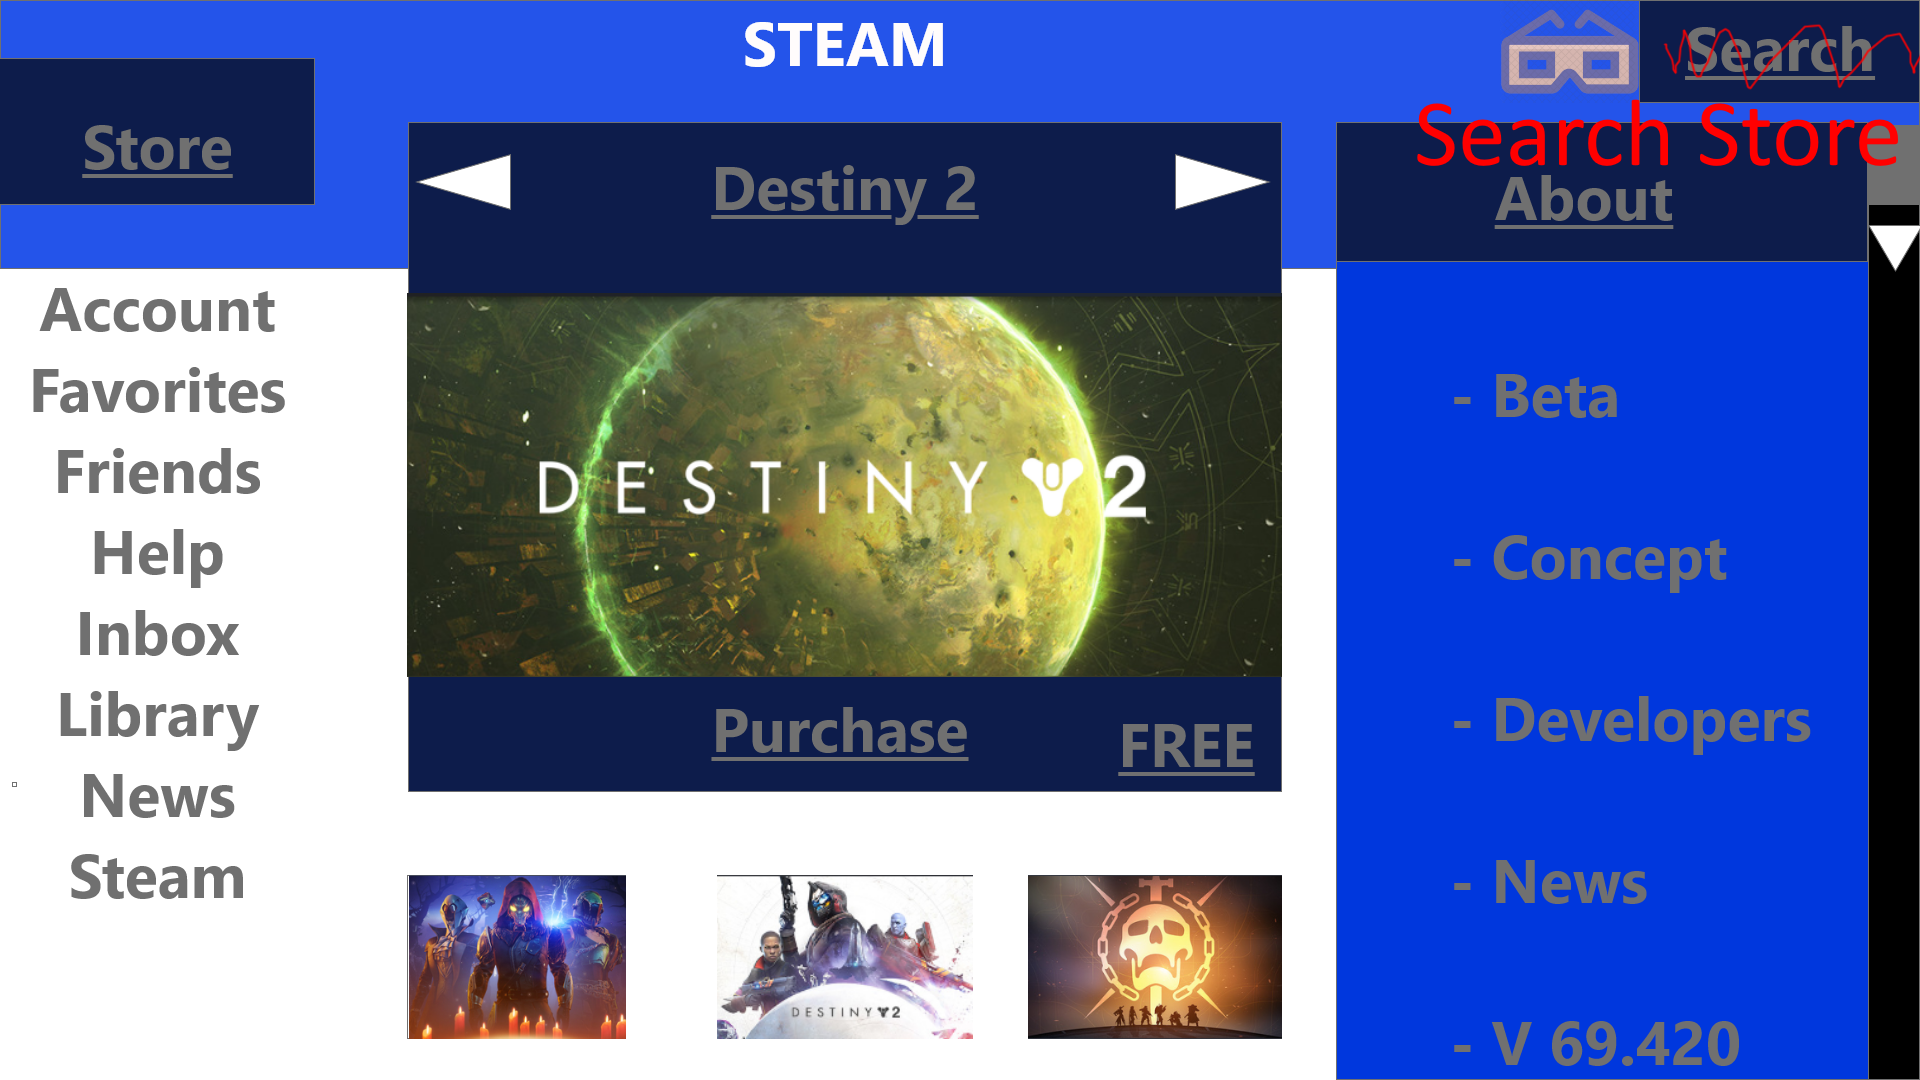 STEAM
Search
Search Store
Store
Destiny 2
About
Account
Favorites
Friends
Help
Inbox
Library
News
Steam
DESTINY 2
Purchase
FREE
DESTINY 2
- Beta
- Concept
- Developers
- News
- V 69.420